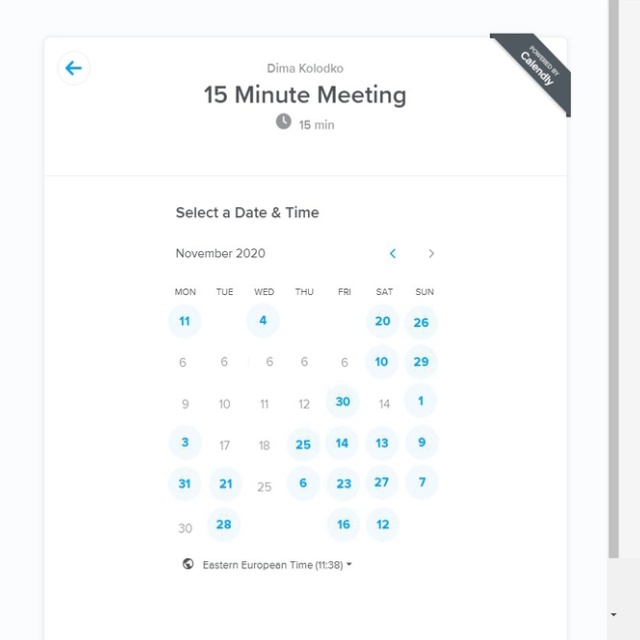 POWERED BY
Calendly
Dima Kolodko
15 Minute Meeting
15 min
Select a Date & Time
November 2020
MON TUE WED THU FRI SAT SUN
11 4 20 26
6 6 6 6 6 10 29
9 10 11 12 30 14 1
3 17 18 25 14 13 9
31 21 25 6 23 27 7
30 28 16 12
Eastern European Time (11:38)